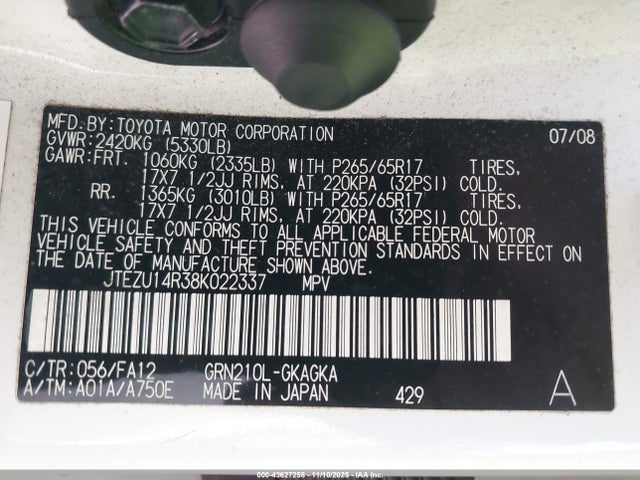 MFD. BY: TOYOTA MOTOR CORPORATION 07/08
GVWR: 2420KG (5330LB)
GAWR: FRT. 1060KG (2335LB) WITH P265/65R17 TIRES,
17X7 1/2JJ RIMS, AT 220KPA (32PSI) COLD.
RR. 1365KG (3010LB) WITH P265/65R17 TIRES,
17X7 1/2JJ RIMS, AT 220KPA (32PSI) COLD.
THIS VEHICLE CONFORMS TO ALL APPLICABLE FEDERAL MOTOR
VEHICLE SAFETY AND THEFT PREVENTION STANDARDS IN EFFECT ON
THE DATE OF MANUFACTURE SHOWN ABOVE.
JTEZU14R38K022337 MPV
C/TR: 056/FA12 GRN210L-GKAGKA
A/TM: A01A/A750E MADE IN JAPAN 429 A
000-43627258 - 11/10/2025 - IAAI.com